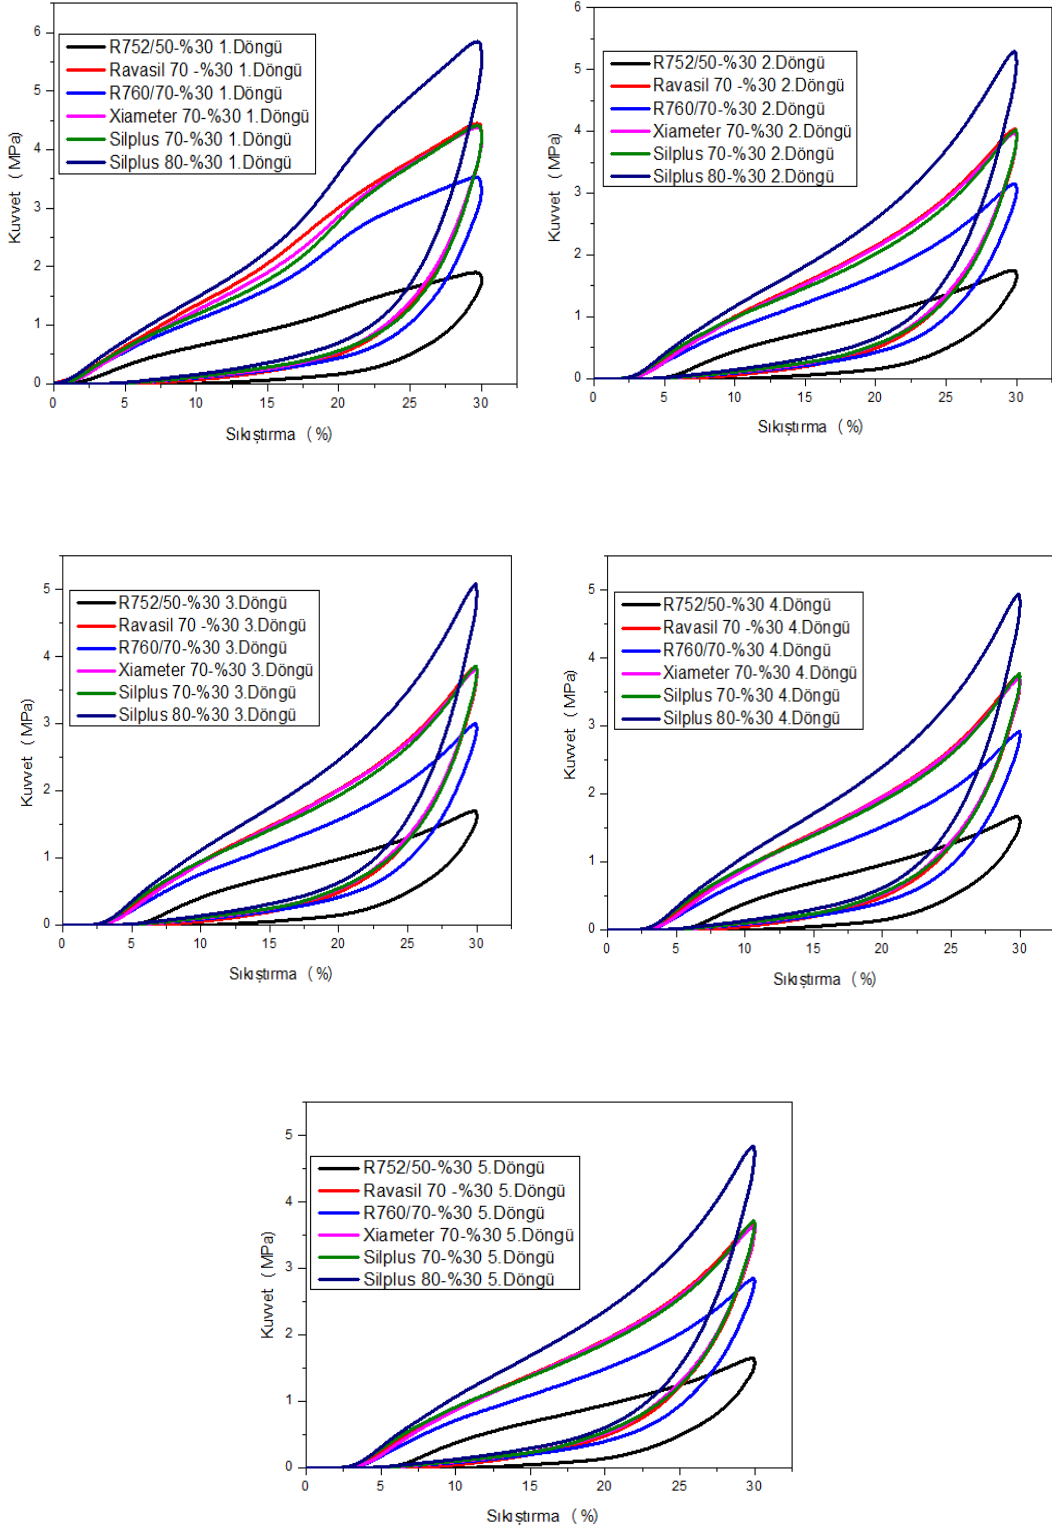 6
5
4
3
2
1
0
Kuvvet ( MPa)
R752/50-%30 1.Döngü
Ravasil 70 -%30 1.Döngü
R760/70-%30 1.Döngü
Xiameter 70-%30 1.Döngü
Silplus 70-%30 1.Döngü
Silplus 80-%30 1.Döngü
0 5 10 15 20 25 30
Sıkıştırma ( %)
6
5
4
3
2
1
0
Kuvvet ( MPa)
R752/50-%30 2.Döngü
Ravasil 70 -%30 2.Döngü
R760/70-%30 2.Döngü
Xiameter 70-%30 2.Döngü
Silplus 70-%30 2.Döngü
Silplus 80-%30 2.Döngü
0 5 10 15 20 25 30
Sıkıştırma ( %)
5
4
3
2
1
0
Kuvvet ( MPa)
R752/50-%30 3.Döngü
Ravasil 70 -%30 3.Döngü
R760/70-%30 3.Döngü
Xiameter 70-%30 3.Döngü
Silplus 70-%30 3.Döngü
Silplus 80-%30 3.Döngü
0 5 10 15 20 25 30
Sıkıştırma ( %)
5
4
3
2
1
0
Kuvvet ( MPa)
R752/50-%30 4.Döngü
Ravasil 70 -%30 4.Döngü
R760/70-%30 4.Döngü
Xiameter 70-%30 4.Döngü
Silplus 70-%30 4.Döngü
Silplus 80-%30 4.Döngü
0 5 10 15 20 25 30
Sıkıştırma ( %)
5
4
3
2
1
0
Kuvvet ( MPa)
R752/50-%30 5.Döngü
Ravasil 70 -%30 5.Döngü
R760/70-%30 5.Döngü
Xiameter 70-%30 5.Döngü
Silplus 70-%30 5.Döngü
Silplus 80-%30 5.Döngü
0 5 10 15 20 25 30
Sıkıştırma ( %)